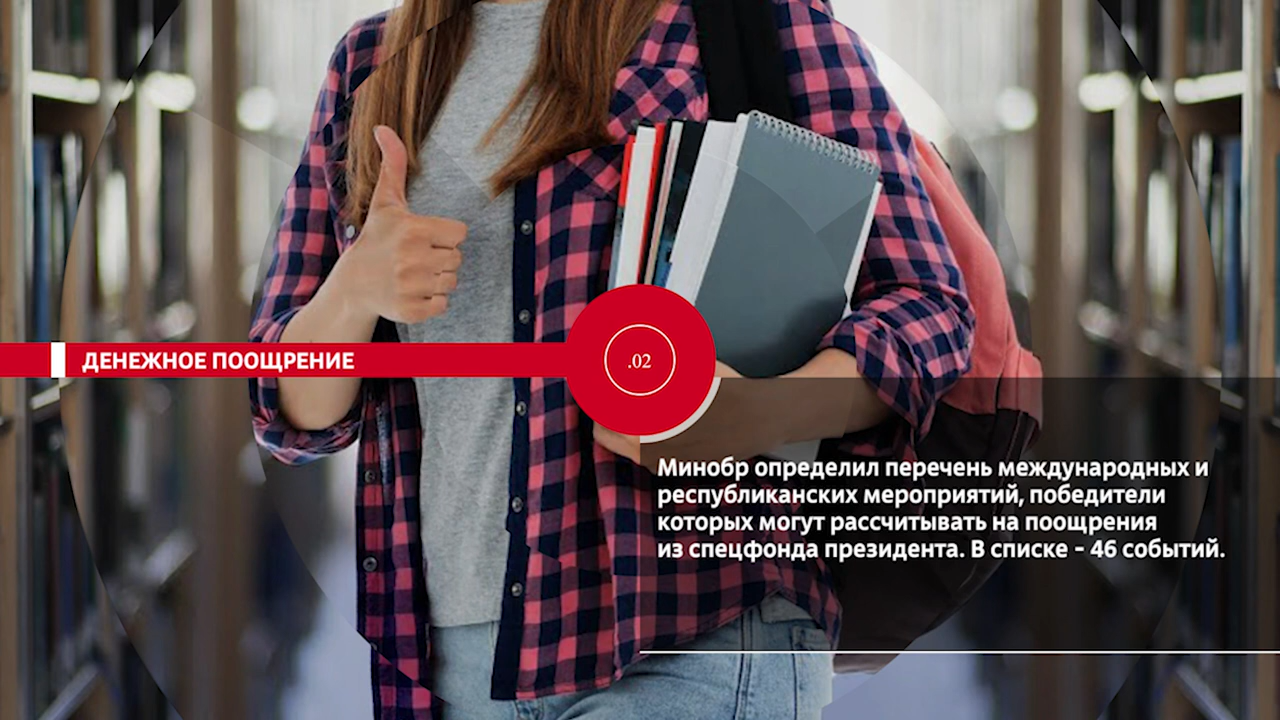 ДЕНЕЖНОЕ ПООЩРЕНИЕ
.02
Минобр определил перечень международных и
республиканских мероприятий, победители
которых могут рассчитывать на поощрения
из спецфонда президента. В списке - 46 событий.